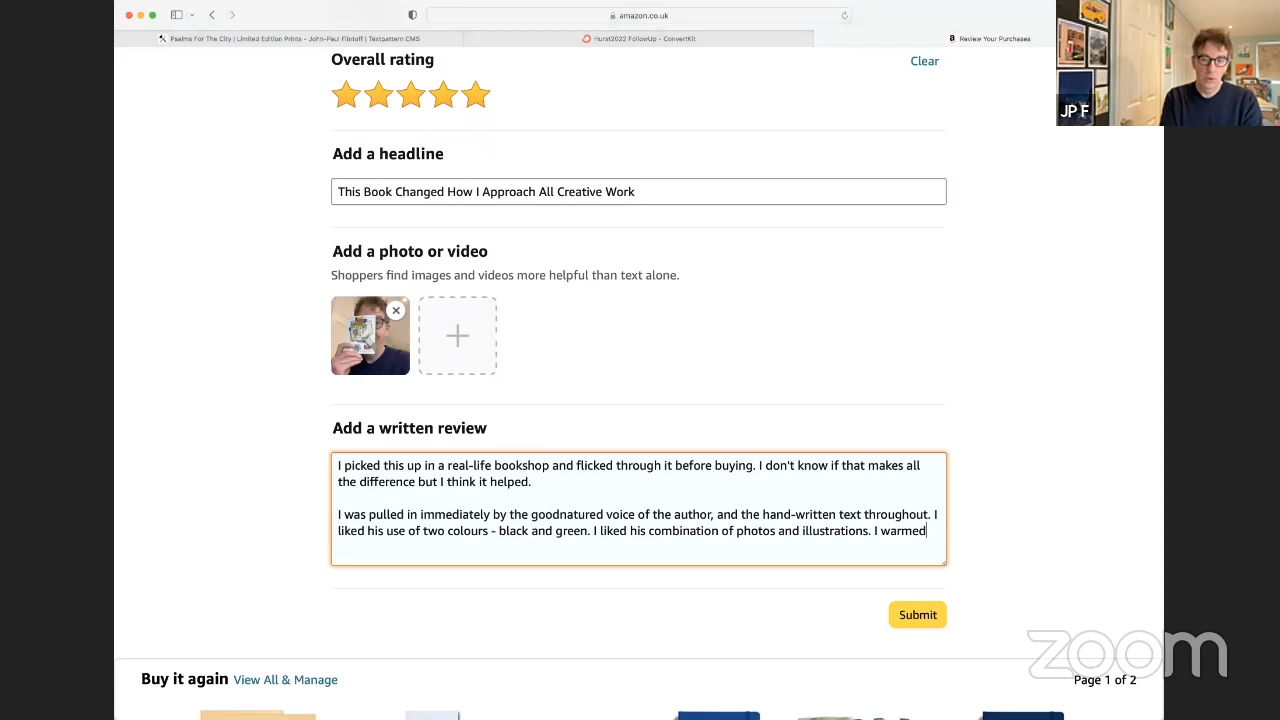 amazon.co.uk
Psalms For The City | Limited Edition Prints - John-Paul Flintoff | Textpattern CMS
Hurst2022 FollowUp - ConvertKit
a Review Your Purchases
JP F
Overall rating
Clear
Add a headline
This Book Changed How I Approach All Creative Work
Add a photo or video
Shoppers find images and videos more helpful than text alone.
Add a written review
I picked this up in a real-life bookshop and flicked through it before buying. I don't know if that makes all
the difference but I think it helped.
I was pulled in immediately by the goodnatured voice of the author, and the hand-written text throughout. I
liked his use of two colours - black and green. I liked his combination of photos and illustrations. I warmed
Submit
zoom
Buy it again View All & Manage
Page 1 of 2